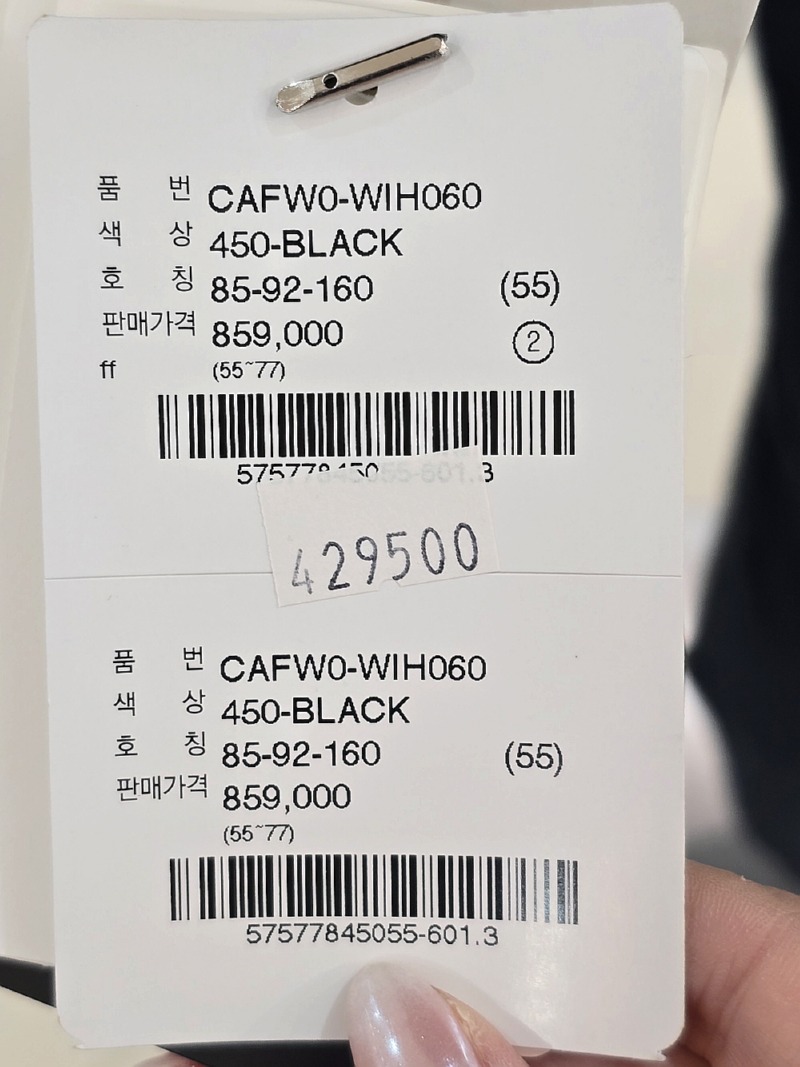 품 번 CAFW0-WIH060
색 상 450-BLACK
호 칭 85-92-160 (55)
판매가격 859,000 ②
ff (55~77)
429500
품 번 CAFW0-WIH060
색 상 450-BLACK
호 칭 85-92-160 (55)
판매가격 859,000
(55~77)
57577845055-601.3